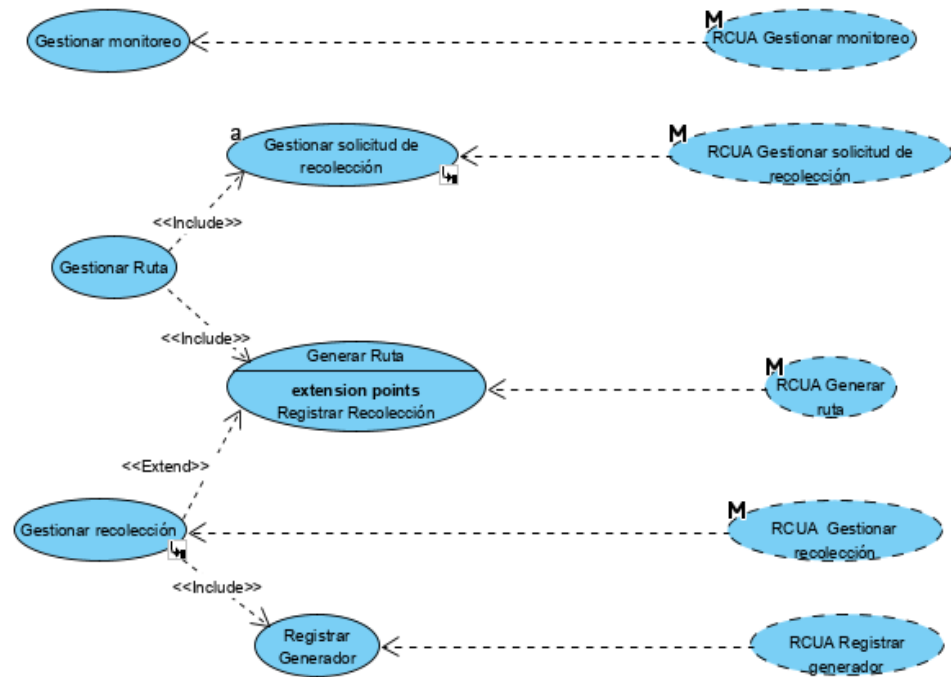 Gestionar monitoreo
M
RCUA Gestionar monitoreo
a
Gestionar solicitud de
recolección
M
RCUA Gestionar solicitud de
recolección
<<Include>>
Gestionar Ruta
<<Include>>
Generar Ruta
extension points
Registrar Recolección
M
RCUA Generar
ruta
<<Extend>>
Gestionar recolección
M
RCUA Gestionar
recolección
<<Include>>
Registrar
Generador
RCUA Registrar
generador